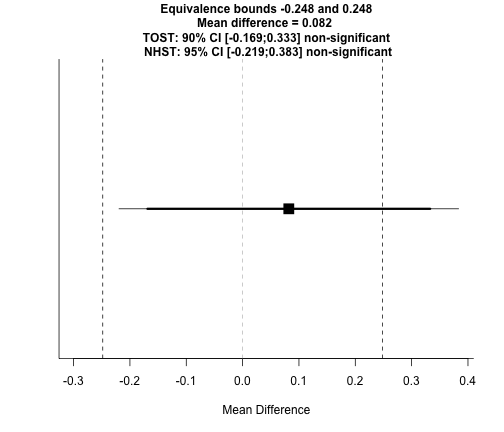 Equivalence bounds -0.248 and 0.248
Mean difference = 0.082
TOST: 90% CI [-0.169;0.333] non-significant
NHST: 95% CI [-0.219;0.383] non-significant
-0.3 -0.2 -0.1 0.0 0.1 0.2 0.3 0.4
Mean Difference